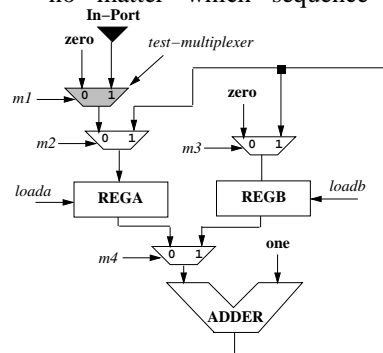 no matter which sequence
In-Port
zero
test-multiplexer
0 1
m1
zero
0 1
m2
0 1
m3
loada
REGA
REGB
loadb
0 1
m4
one
ADDER